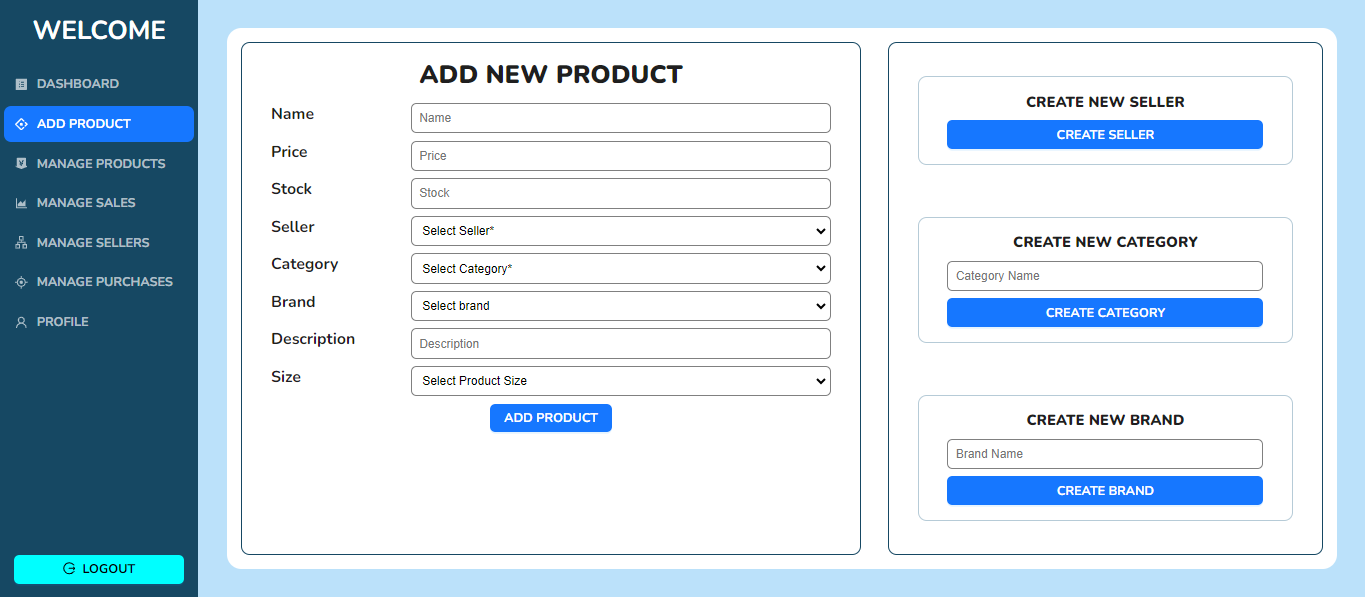 WELCOME
DASHBOARD
ADD PRODUCT
MANAGE PRODUCTS
MANAGE SALES
MANAGE SELLERS
MANAGE PURCHASES
PROFILE
LOGOUT
ADD NEW PRODUCT
Name
Name
Price
Price
Stock
Stock
Seller
Select Seller*
Category
Select Category*
Brand
Select brand
Description
Description
Size
Select Product Size
ADD PRODUCT
CREATE NEW SELLER
CREATE SELLER
CREATE NEW CATEGORY
Category Name
CREATE CATEGORY
CREATE NEW BRAND
Brand Name
CREATE BRAND